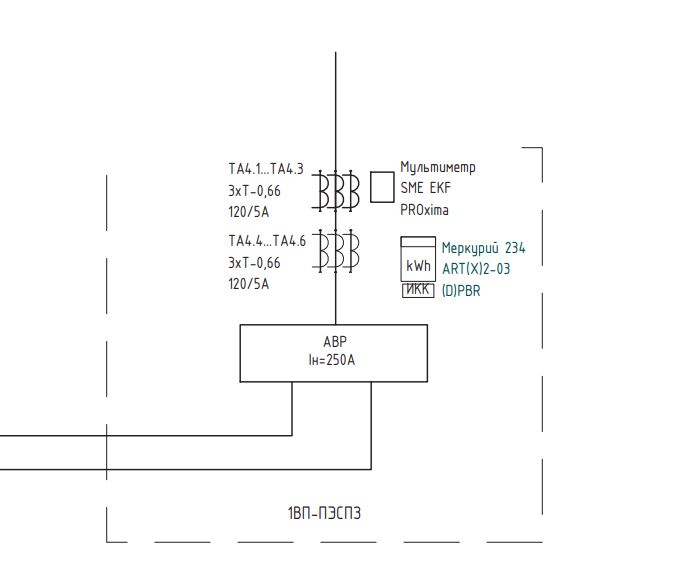 ТА4.1...ТА4.3
3хТ-0,66
120/5А
Мультиметр
SME EKF
PROxima
ТА4.4...ТА4.6
3хТ-0,66
120/5А
kWh
ИКК
Меркурий 234
ART(X)2-03
(D)PBR
АВР
Iн=250А
1ВП-ПЭСПЗ